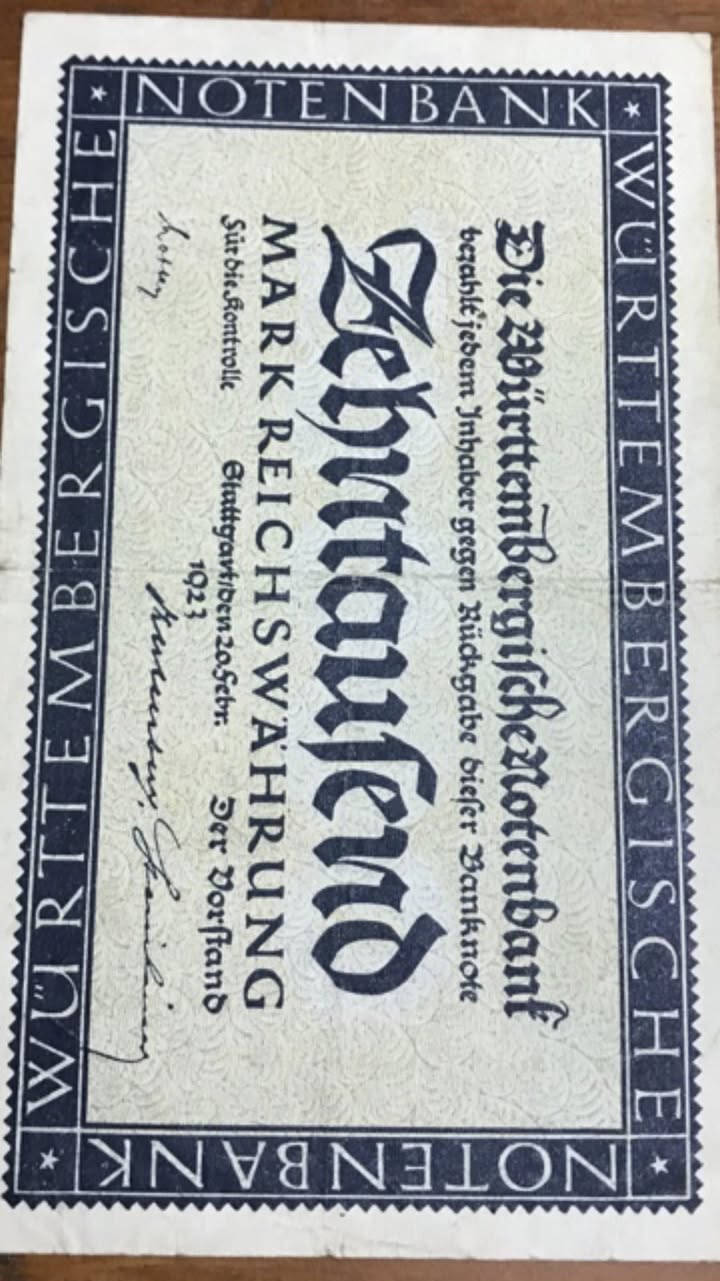 WÜRTTEMBERGISCHE
NOTENBANK
Die Württembergische Notenbank
bezahlt jedem Inhaber gegen Rückgabe dieser Banknote
Zehntausend
MARK REICHSWÄHRUNG
Für die Kontrolle Stuttgart, den 20. Febr. Der Vorstand
1923
NOTENBANK
WÜRTTEMBERGISCHE